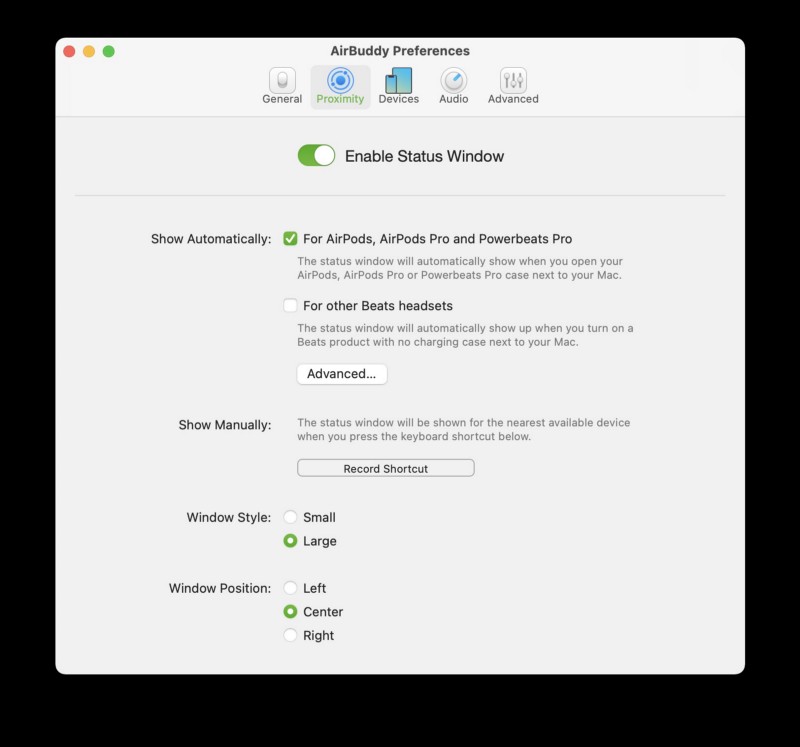 AirBuddy Preferences
General Proximity Devices Audio Advanced
Enable Status Window
Show Automatically: For AirPods, AirPods Pro and Powerbeats Pro
The status window will automatically show when you open your
AirPods, AirPods Pro or Powerbeats Pro case next to your Mac.
For other Beats headsets
The status window will automatically show up when you turn on a
Beats product with no charging case next to your Mac.
Advanced...
Show Manually: The status window will be shown for the nearest available device
when you press the keyboard shortcut below.
Record Shortcut
Window Style: Small
Large
Window Position: Left
Center
Right